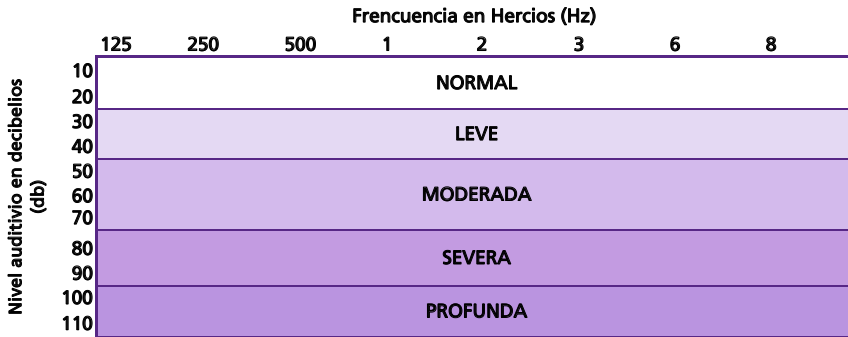 Frencuencia en Hercios (Hz)
125 250 500 1 2 3 6 8
Nivel auditivio en decibelios
(db)
10
20
NORMAL
30
40
LEVE
50
60
70
MODERADA
80
90
SEVERA
100
110
PROFUNDA